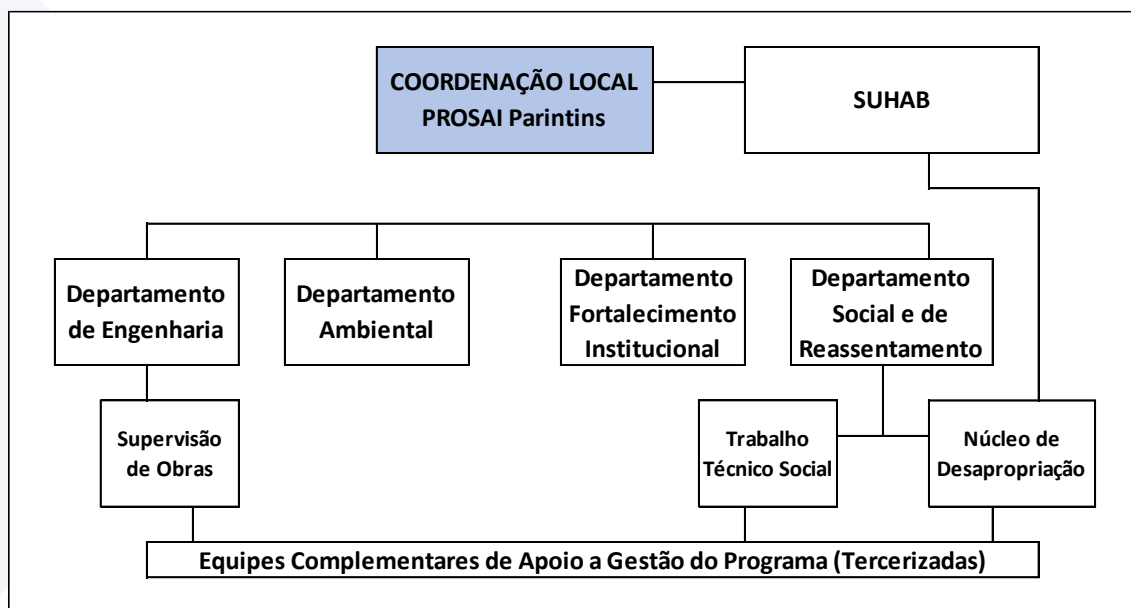 COORDENAÇÃO LOCAL
PROSAI Parintins
SUHAB
Departamento
de Engenharia
Departamento
Ambiental
Departamento
Fortalecimento
Institucional
Departamento
Social e de
Reassentamento
Supervisão
de Obras
Trabalho
Técnico Social
Núcleo de
Desapropriação
Equipes Complementares de Apoio a Gestão do Programa (Tercerizadas)